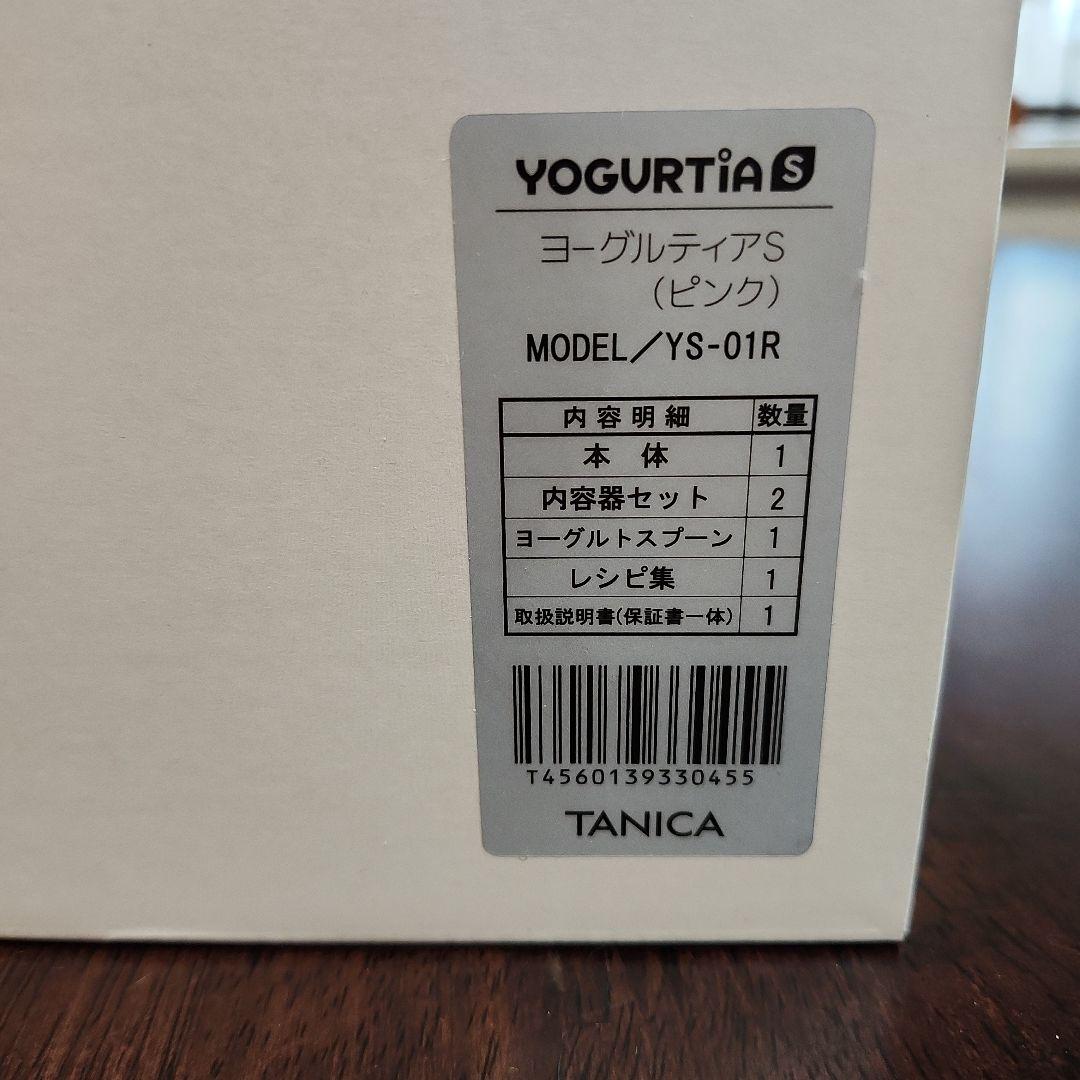 YOGURTiA S
ヨーグルティアS
(ピンク)
MODEL／YS-01R
内容明細 数量
本 体 1
内容器セット 2
ヨーグルトスプーン 1
レシピ集 1
取扱説明書(保証書一体) 1
T4560139330455
TANICA